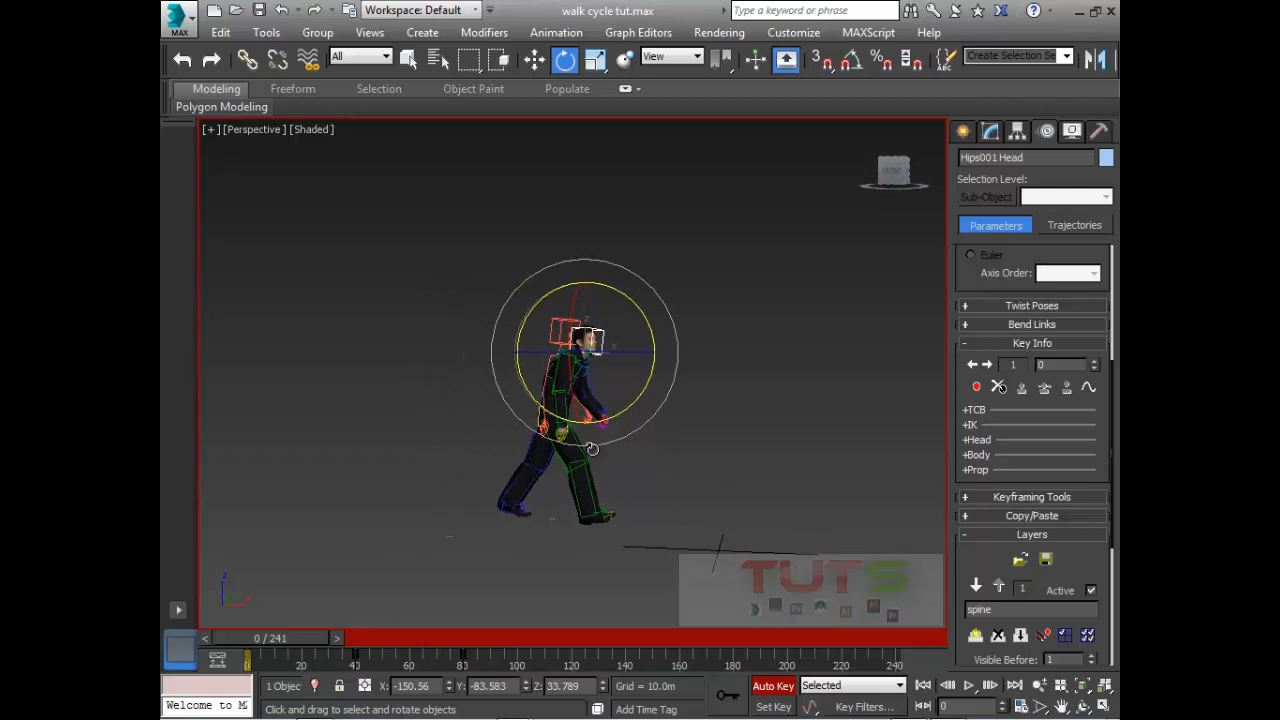 Workspace: Default
walk cycle tut.max
Type a keyword or phrase
MAX
Edit Tools Group Views Create Modifiers Animation Graph Editors Rendering Customize MAXScript Help
All
View
3
Create Selection Se
Modeling Freeform Selection Object Paint Populate
Polygon Modeling
[+] [Perspective] [Shaded]
Hips001 Head
Selection Level:
Sub-Object
Parameters Trajectories
Euler
Axis Order:
+ Twist Poses
+ Bend Links
- Key Info
1 0
+TCB
+IK
+Head
+Body
+Prop
+ Keyframing Tools
+ Copy/Paste
- Layers
1 Active
spine
Visible Before: 1
TUTS
z
x
z
< 0 / 241 >
20 40 60 80 100 120 140 160 180 200 220 240
1 Objec X: -150.56 Y: -83.583 Z: 33.789 Grid = 10.0m Auto Key Selected
Welcome to M Click and drag to select and rotate objects Add Time Tag Set Key Key Filters... 0